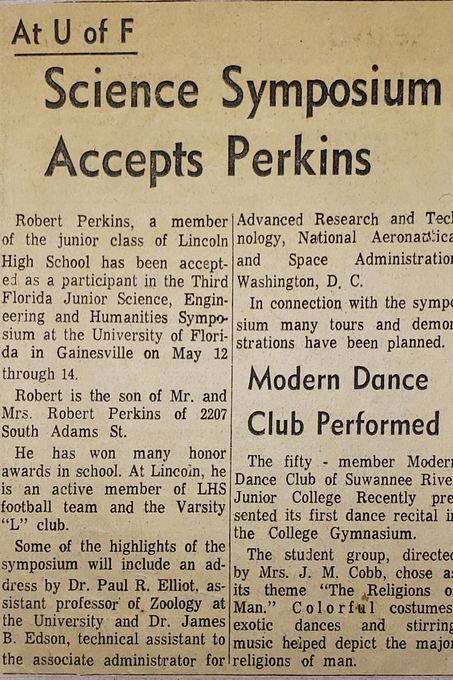 At U of F
Science Symposium
Accepts Perkins
Robert Perkins, a member
of the junior class of Lincoln
High School has been accept-
ed as a participant in the Third
Florida Junior Science, Engin-
eering and Humanities Sympo-
sium at the University of Flori-
da in Gainesville on May 12
through 14.
Robert is the son of Mr. and
Mrs. Robert Perkins of 2207
South Adams St.
He has won many honor
awards in school. At Lincoln, he
is an active member of LHS
football team and the Varsity
"L" club.
Some of the highlights of the
symposium will include an ad-
dress by Dr. Paul R. Elliot, as-
sistant professor of Zoology at
the University and Dr. James
B. Edson, technical assistant to
the associate administrator for
Advanced Research and Tech
nology, National Aeronautica
and Space Administration
Washington, D. C.
In connection with the sympo
sium many tours and demon
strations have been planned.
Modern Dance
Club Performed
The fifty - member Modern
Dance Club of Suwannee Rive
Junior College Recently pre
sented its first dance recital i
the College Gymnasium.
The student group, directed
by Mrs. J. M. Cobb, chose a
its theme "The Religions o
Man." Colorful costumes
exotic dances and stirring
music helped depict the majo
religions of man.